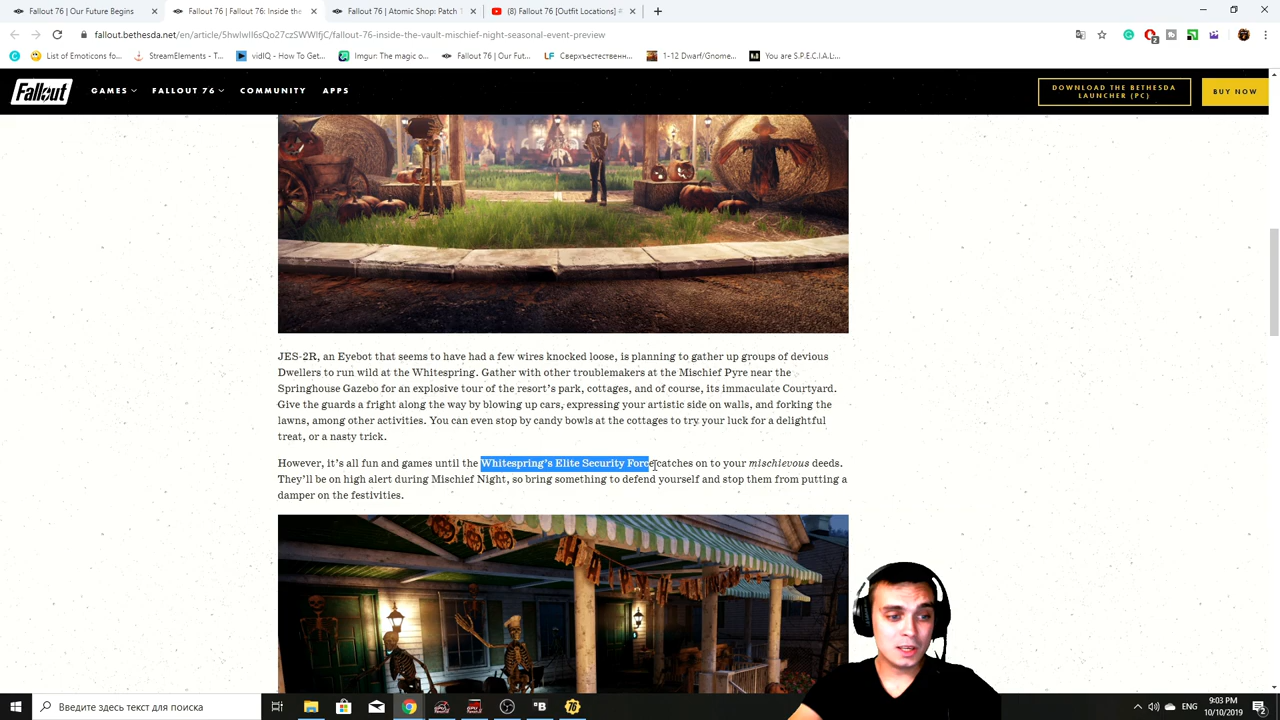 Fallout 76 | Our Future Begins
Fallout 76 | Fallout 76: Inside the
Fallout 76 | Atomic Shop: Patch 1
(8) Fallout 76 [Outfit Locations] #
fallout.bethesda.net/en/article/5hwIwlI6sQo27czSWWIfjC/fallout-76-inside-the-vault-mischief-night-seasonal-event-preview
2
List of Emoticons fo...
StreamElements - T...
vidIQ - How To Get...
Imgur: The magic o...
Fallout 76 | Our Fut...
Сверхъестественн...
1-12 Dwarf/Gnome...
You are S.P.E.C.I.A.L:...
Fallout
GAMES
FALLOUT 76
COMMUNITY
APPS
DOWNLOAD THE BETHESDA
LAUNCHER (PC)
BUY NOW
JES-2R, an Eyebot that seems to have had a few wires knocked loose, is planning to gather up groups of devious
Dwellers to run wild at the Whitespring. Gather with other troublemakers at the Mischief Pyre near the
Springhouse Gazebo for an explosive tour of the resort's park, cottages, and of course, its immaculate Courtyard.
Give the guards a fright along the way by blowing up cars, expressing your artistic side on walls, and forking the
lawns, among other activities. You can even stop by candy bowls at the cottages to try your luck for a delightful
treat, or a nasty trick.
However, it's all fun and games until the Whitespring's Elite Security Force catches on to your mischievous deeds.
They'll be on high alert during Mischief Night, so bring something to defend yourself and stop them from putting a
damper on the festivities.
Введите здесь текст для поиска
ENG
9:03 PM
10/10/2019
2